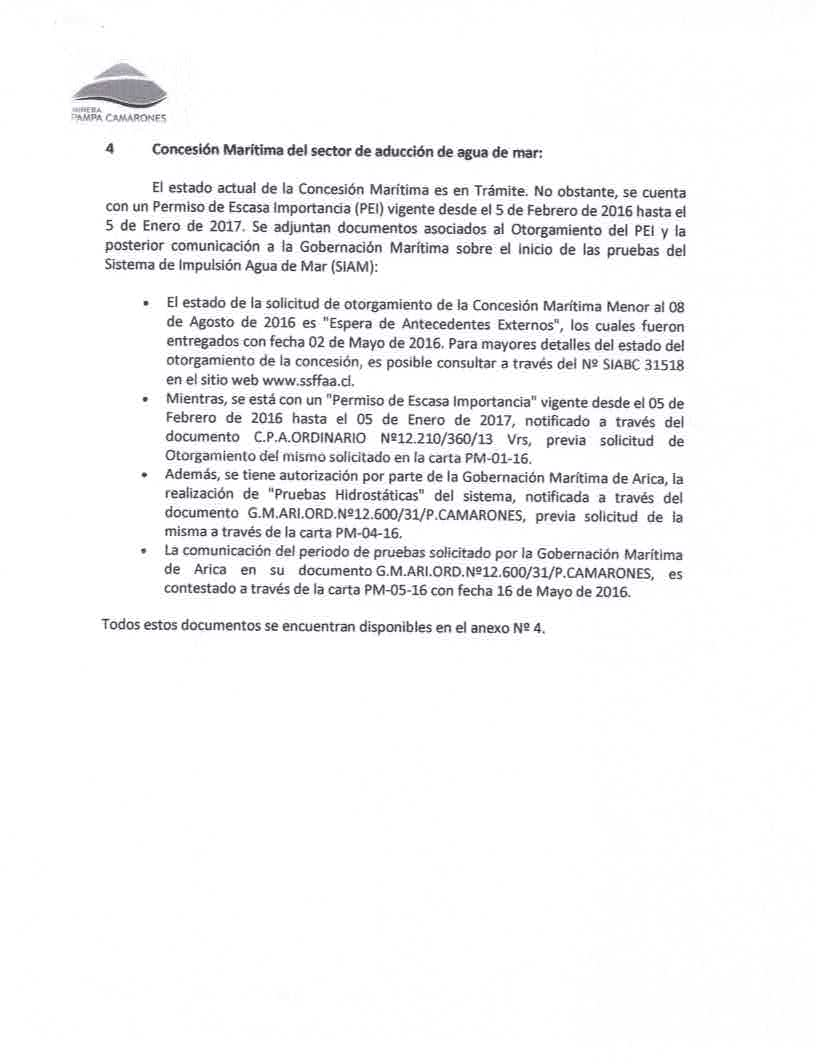 MINERA
PAMPA CAMARONES
4 Concesión Marítima del sector de aducción de agua de mar:
El estado actual de la Concesión Marítima es en Trámite. No obstante, se cuenta
con un Permiso de Escasa Importancia (PEI) vigente desde el 5 de Febrero de 2016 hasta el
5 de Enero de 2017. Se adjuntan documentos asociados al Otorgamiento del PEI y la
posterior comunicación a la Gobernación Marítima sobre el inicio de las pruebas del
Sistema de Impulsión Agua de Mar (SIAM):
• El estado de la solicitud de otorgamiento de la Concesión Marítima Menor al 08
de Agosto de 2016 es "Espera de Antecedentes Externos", los cuales fueron
entregados con fecha 02 de Mayo de 2016. Para mayores detalles del estado del
otorgamiento de la concesión, es posible consultar a través del Nº SIABC 31518
en el sitio web www.ssffaa.cl.
• Mientras, se está con un "Permiso de Escasa Importancia" vigente desde el 05 de
Febrero de 2016 hasta el 05 de Enero de 2017, notificado a través del
documento C.P.A.ORDINARIO Nº12.210/360/13 Vrs, previa solicitud de
Otorgamiento del mismo solicitado en la carta PM-01-16.
• Además, se tiene autorización por parte de la Gobernación Marítima de Arica, la
realización de "Pruebas Hidrostáticas" del sistema, notificada a través del
documento G.M.ARI.ORD.Nº12.600/31/P.CAMARONES, previa solicitud de la
misma a través de la carta PM-04-16.
• La comunicación del periodo de pruebas solicitado por la Gobernación Marítima
de Arica en su documento G.M.ARI.ORD.Nº12.600/31/P.CAMARONES, es
contestado a través de la carta PM-05-16 con fecha 16 de Mayo de 2016.
Todos estos documentos se encuentran disponibles en el anexo Nº 4.